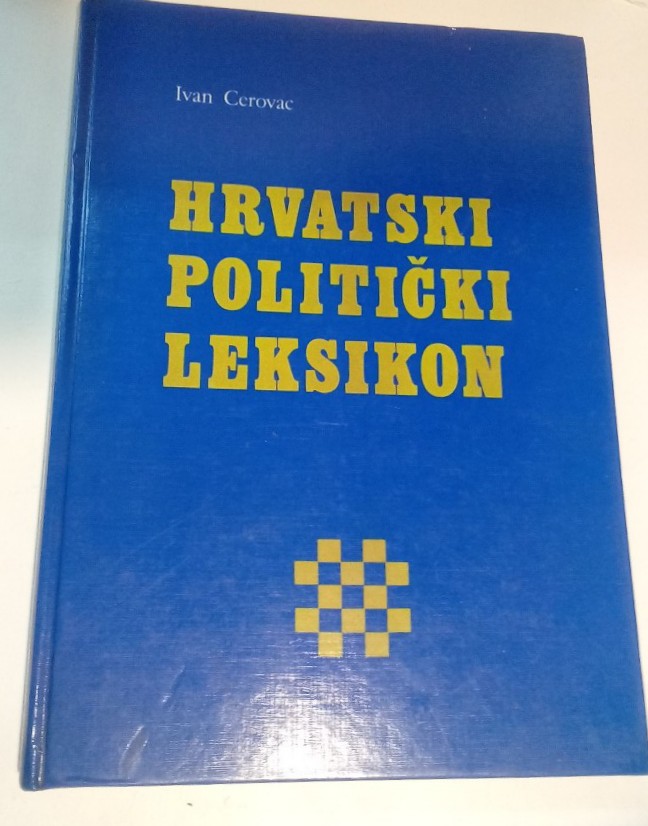 Ivan Cerovac
HRVATSKI
POLITIČKI
LEKSIKON